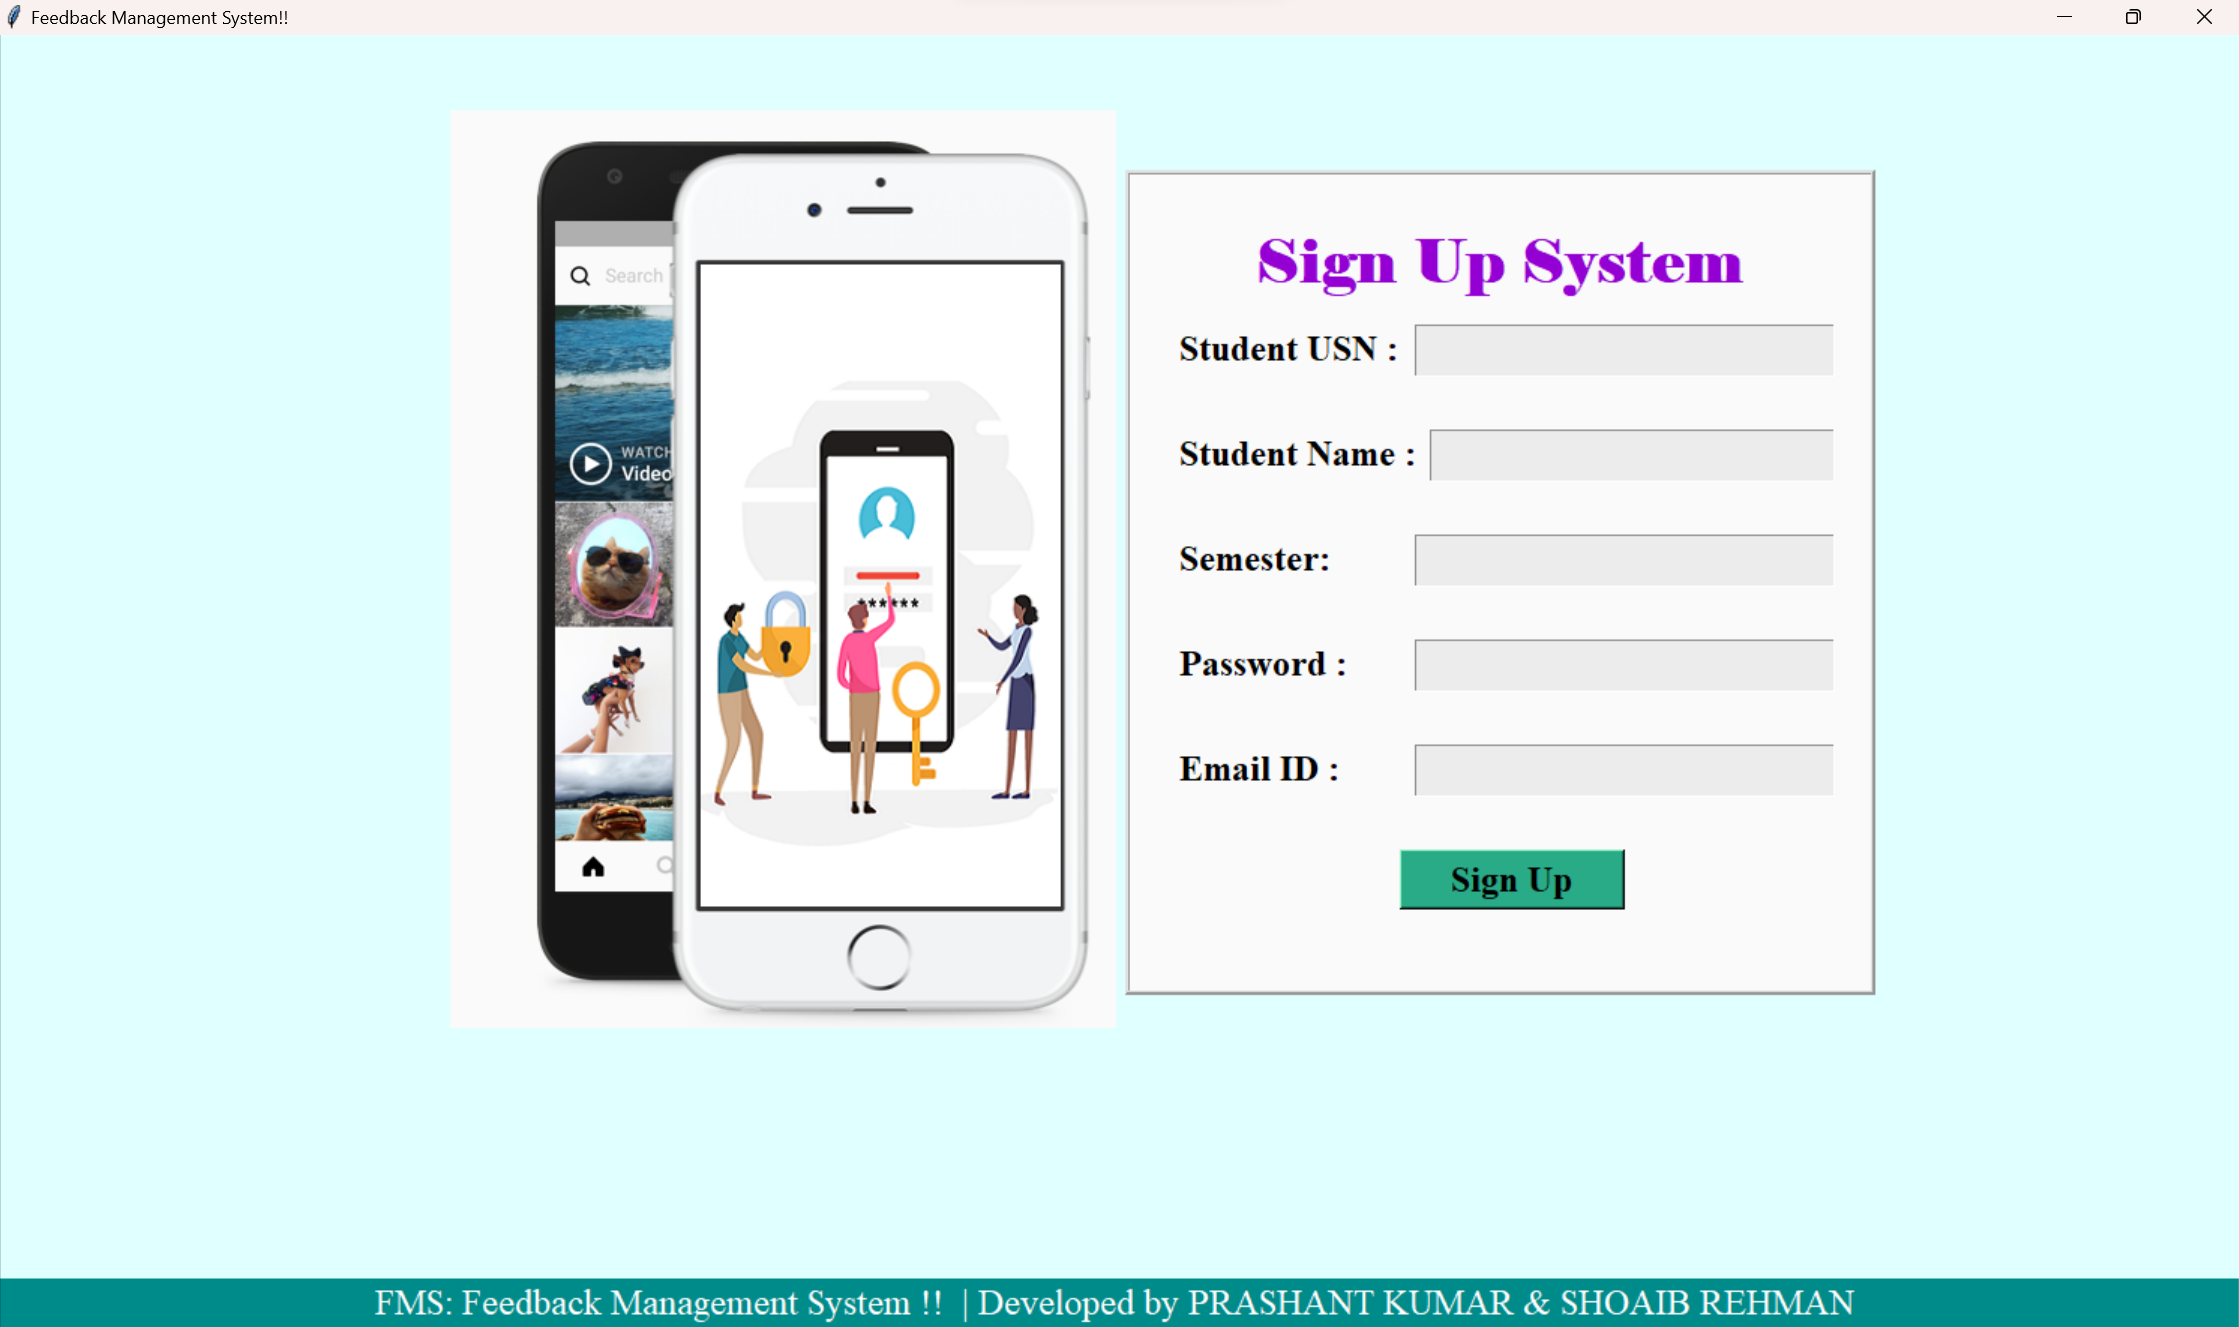 Feedback Management System!!
Search
WATCH
Video
******
Sign Up System
Student USN :
Student Name :
Semester:
Password :
Email ID :
Sign Up
FMS: Feedback Management System !! | Developed by PRASHANT KUMAR & SHOAIB REHMAN